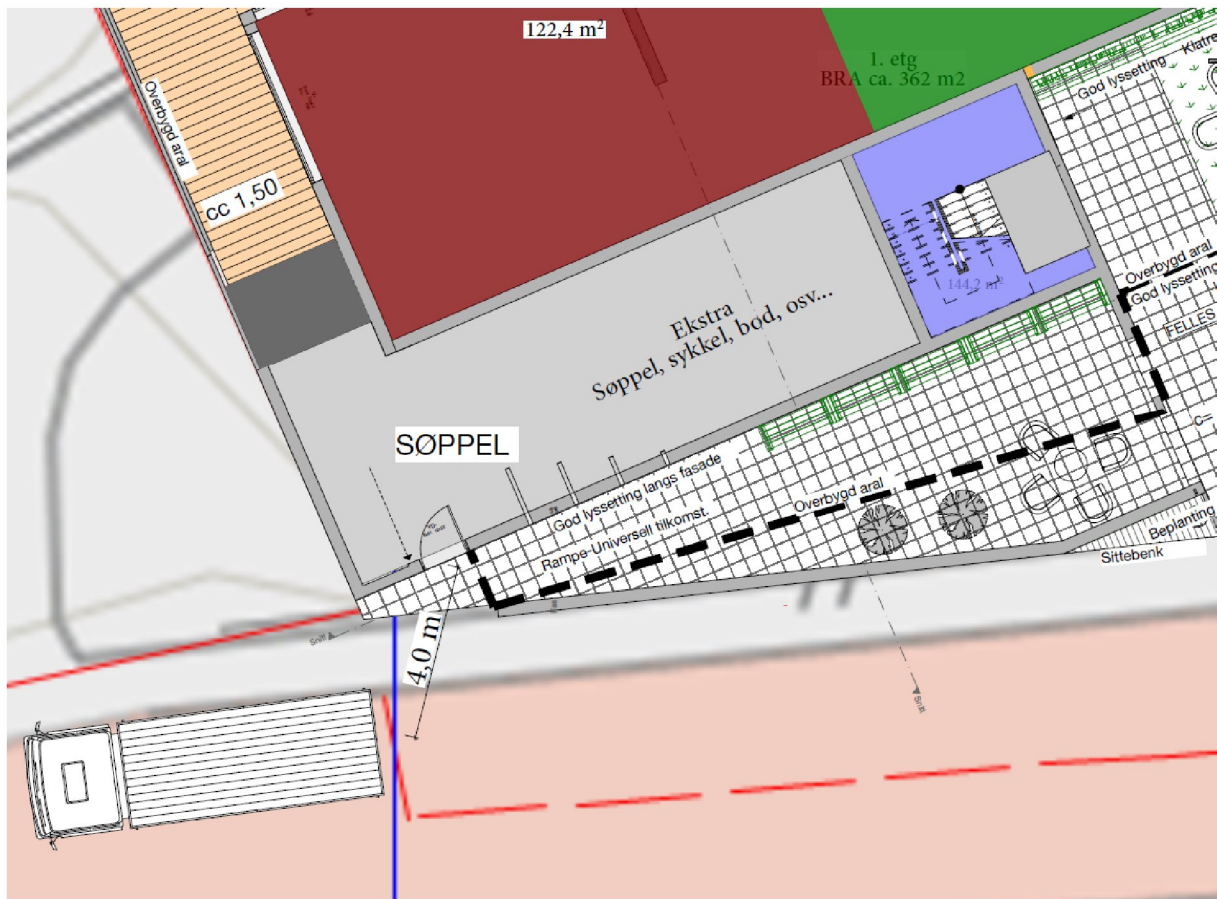 122,4 m²
1. etg
BRA ca. 362 m2
God lyssetting
Klatre
Overbygd aral
cc 1,50
144,2 m²
Overbygd aral
God lyssetting
FELLES
Ekstra
Søppel, sykkel, bod, osv...
SØPPEL
God lyssetting langs fasade
Rampe-Universell tilkomst.
Overbygd aral
C=
Beplanting
Sittebenk
4,0 m
Snitt
Snitt